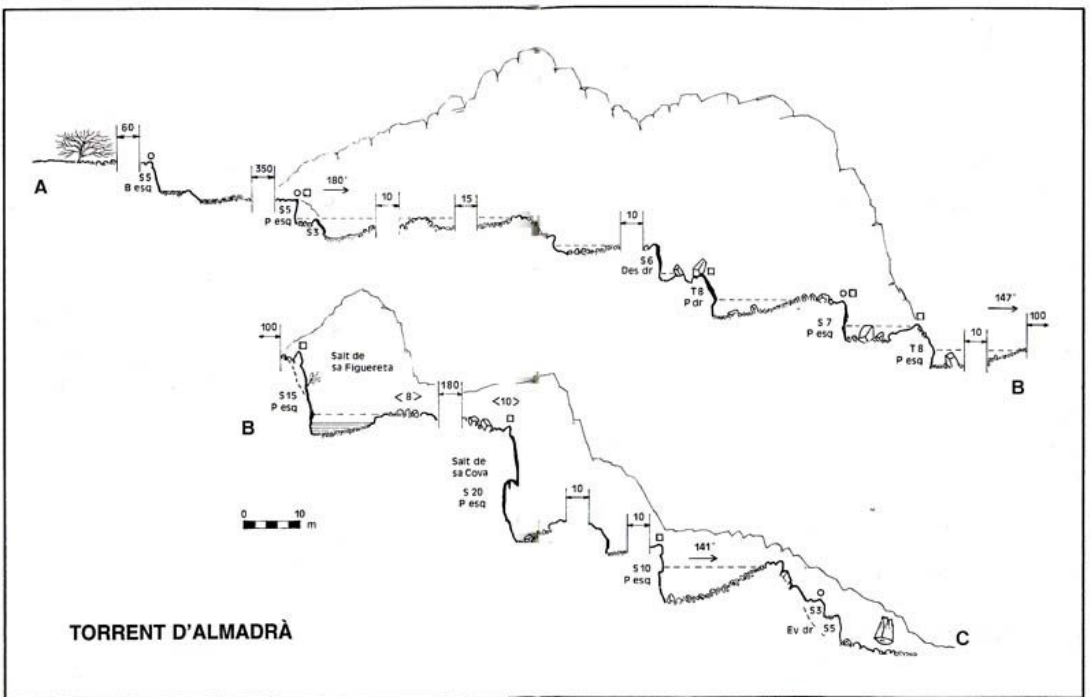 60
A
S5
B esq
350
180°
S5
P esq
S3
10
15
10
S6
Des dr
T8
P dr
S 7
P esq
T8
P esq
10
147°
100
B
100
Salt de
sa Figuereta
S15
P esq
B
<8>
180
<10>
Salt de
sa Cova
S 20
P esq
10
10
S10
P esq
141°
S3
S5
Ev dr
C
0 10 m
TORRENT D'ALMADRÀ